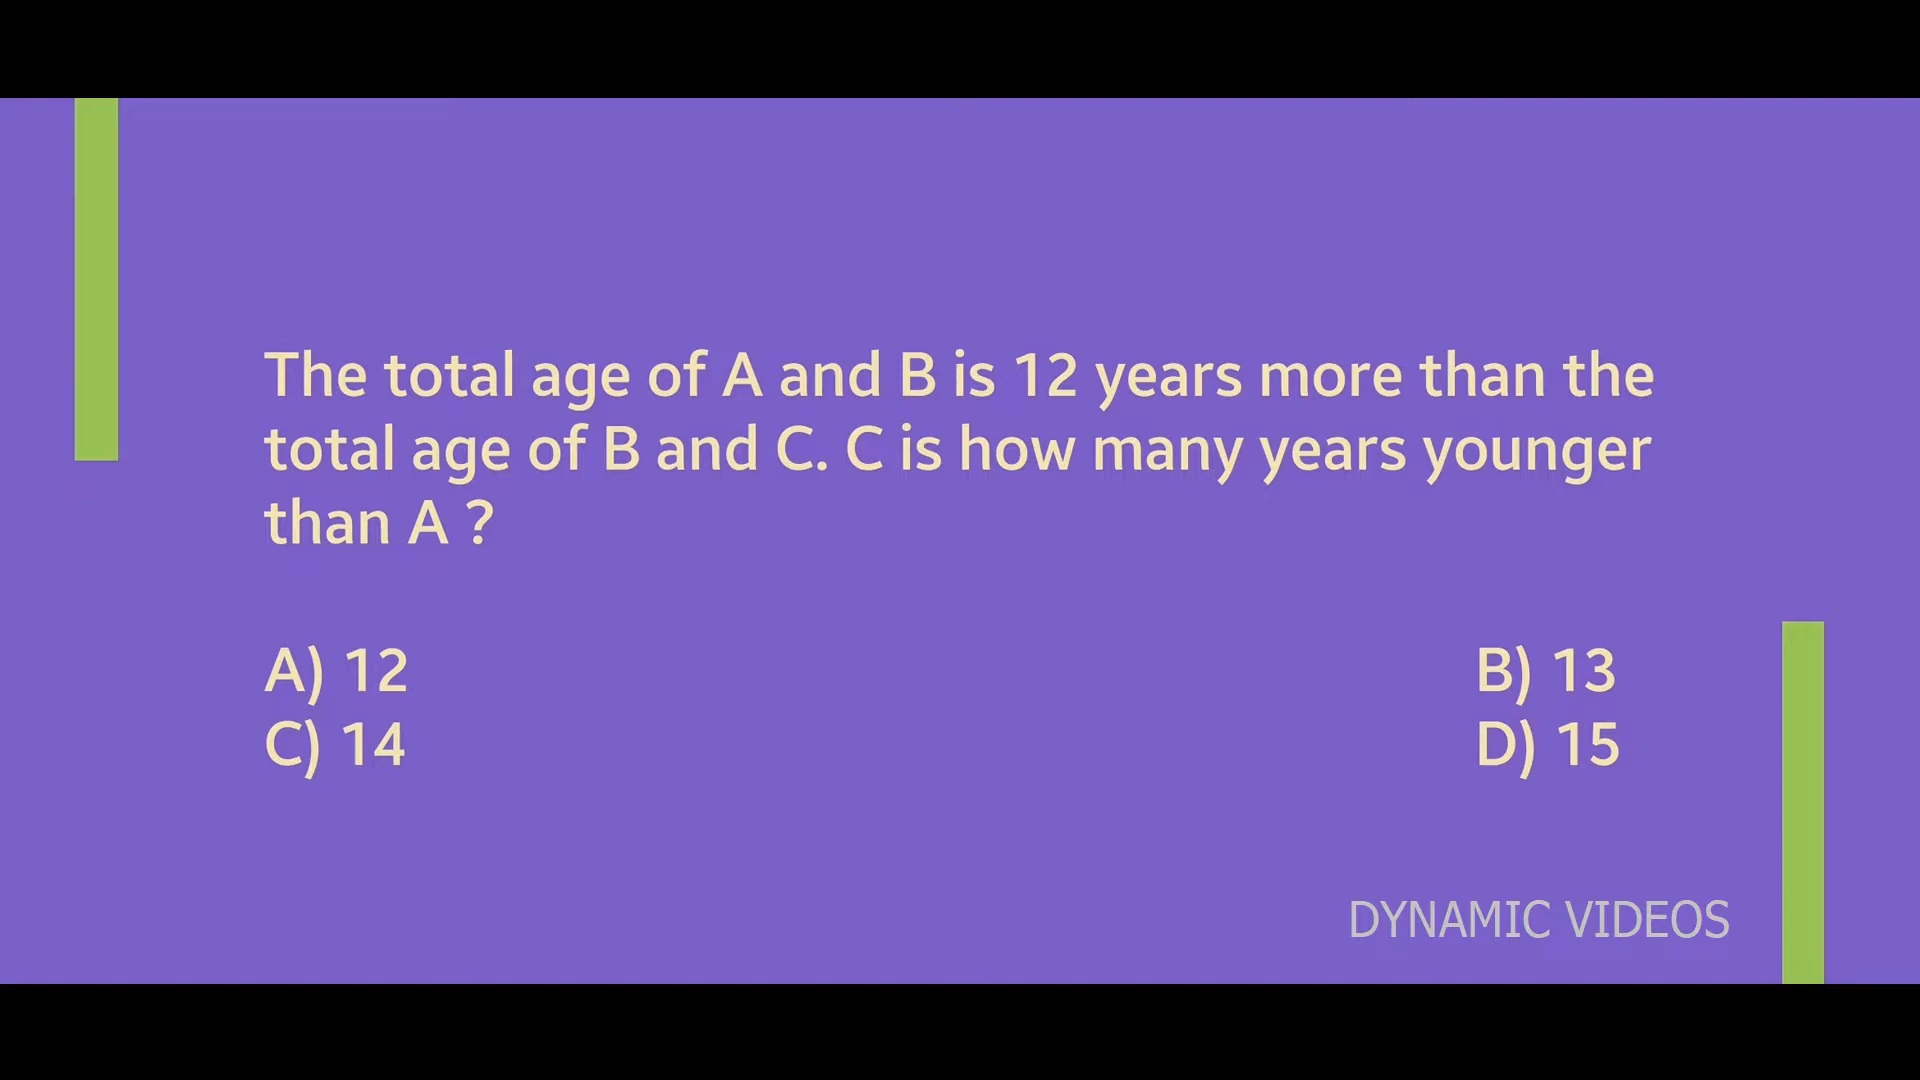 The total age of A and B is 12 years more than the
total age of B and C. C is how many years younger
than A ?
A) 12 B) 13
C) 14 D) 15
DYNAMIC VIDEOS